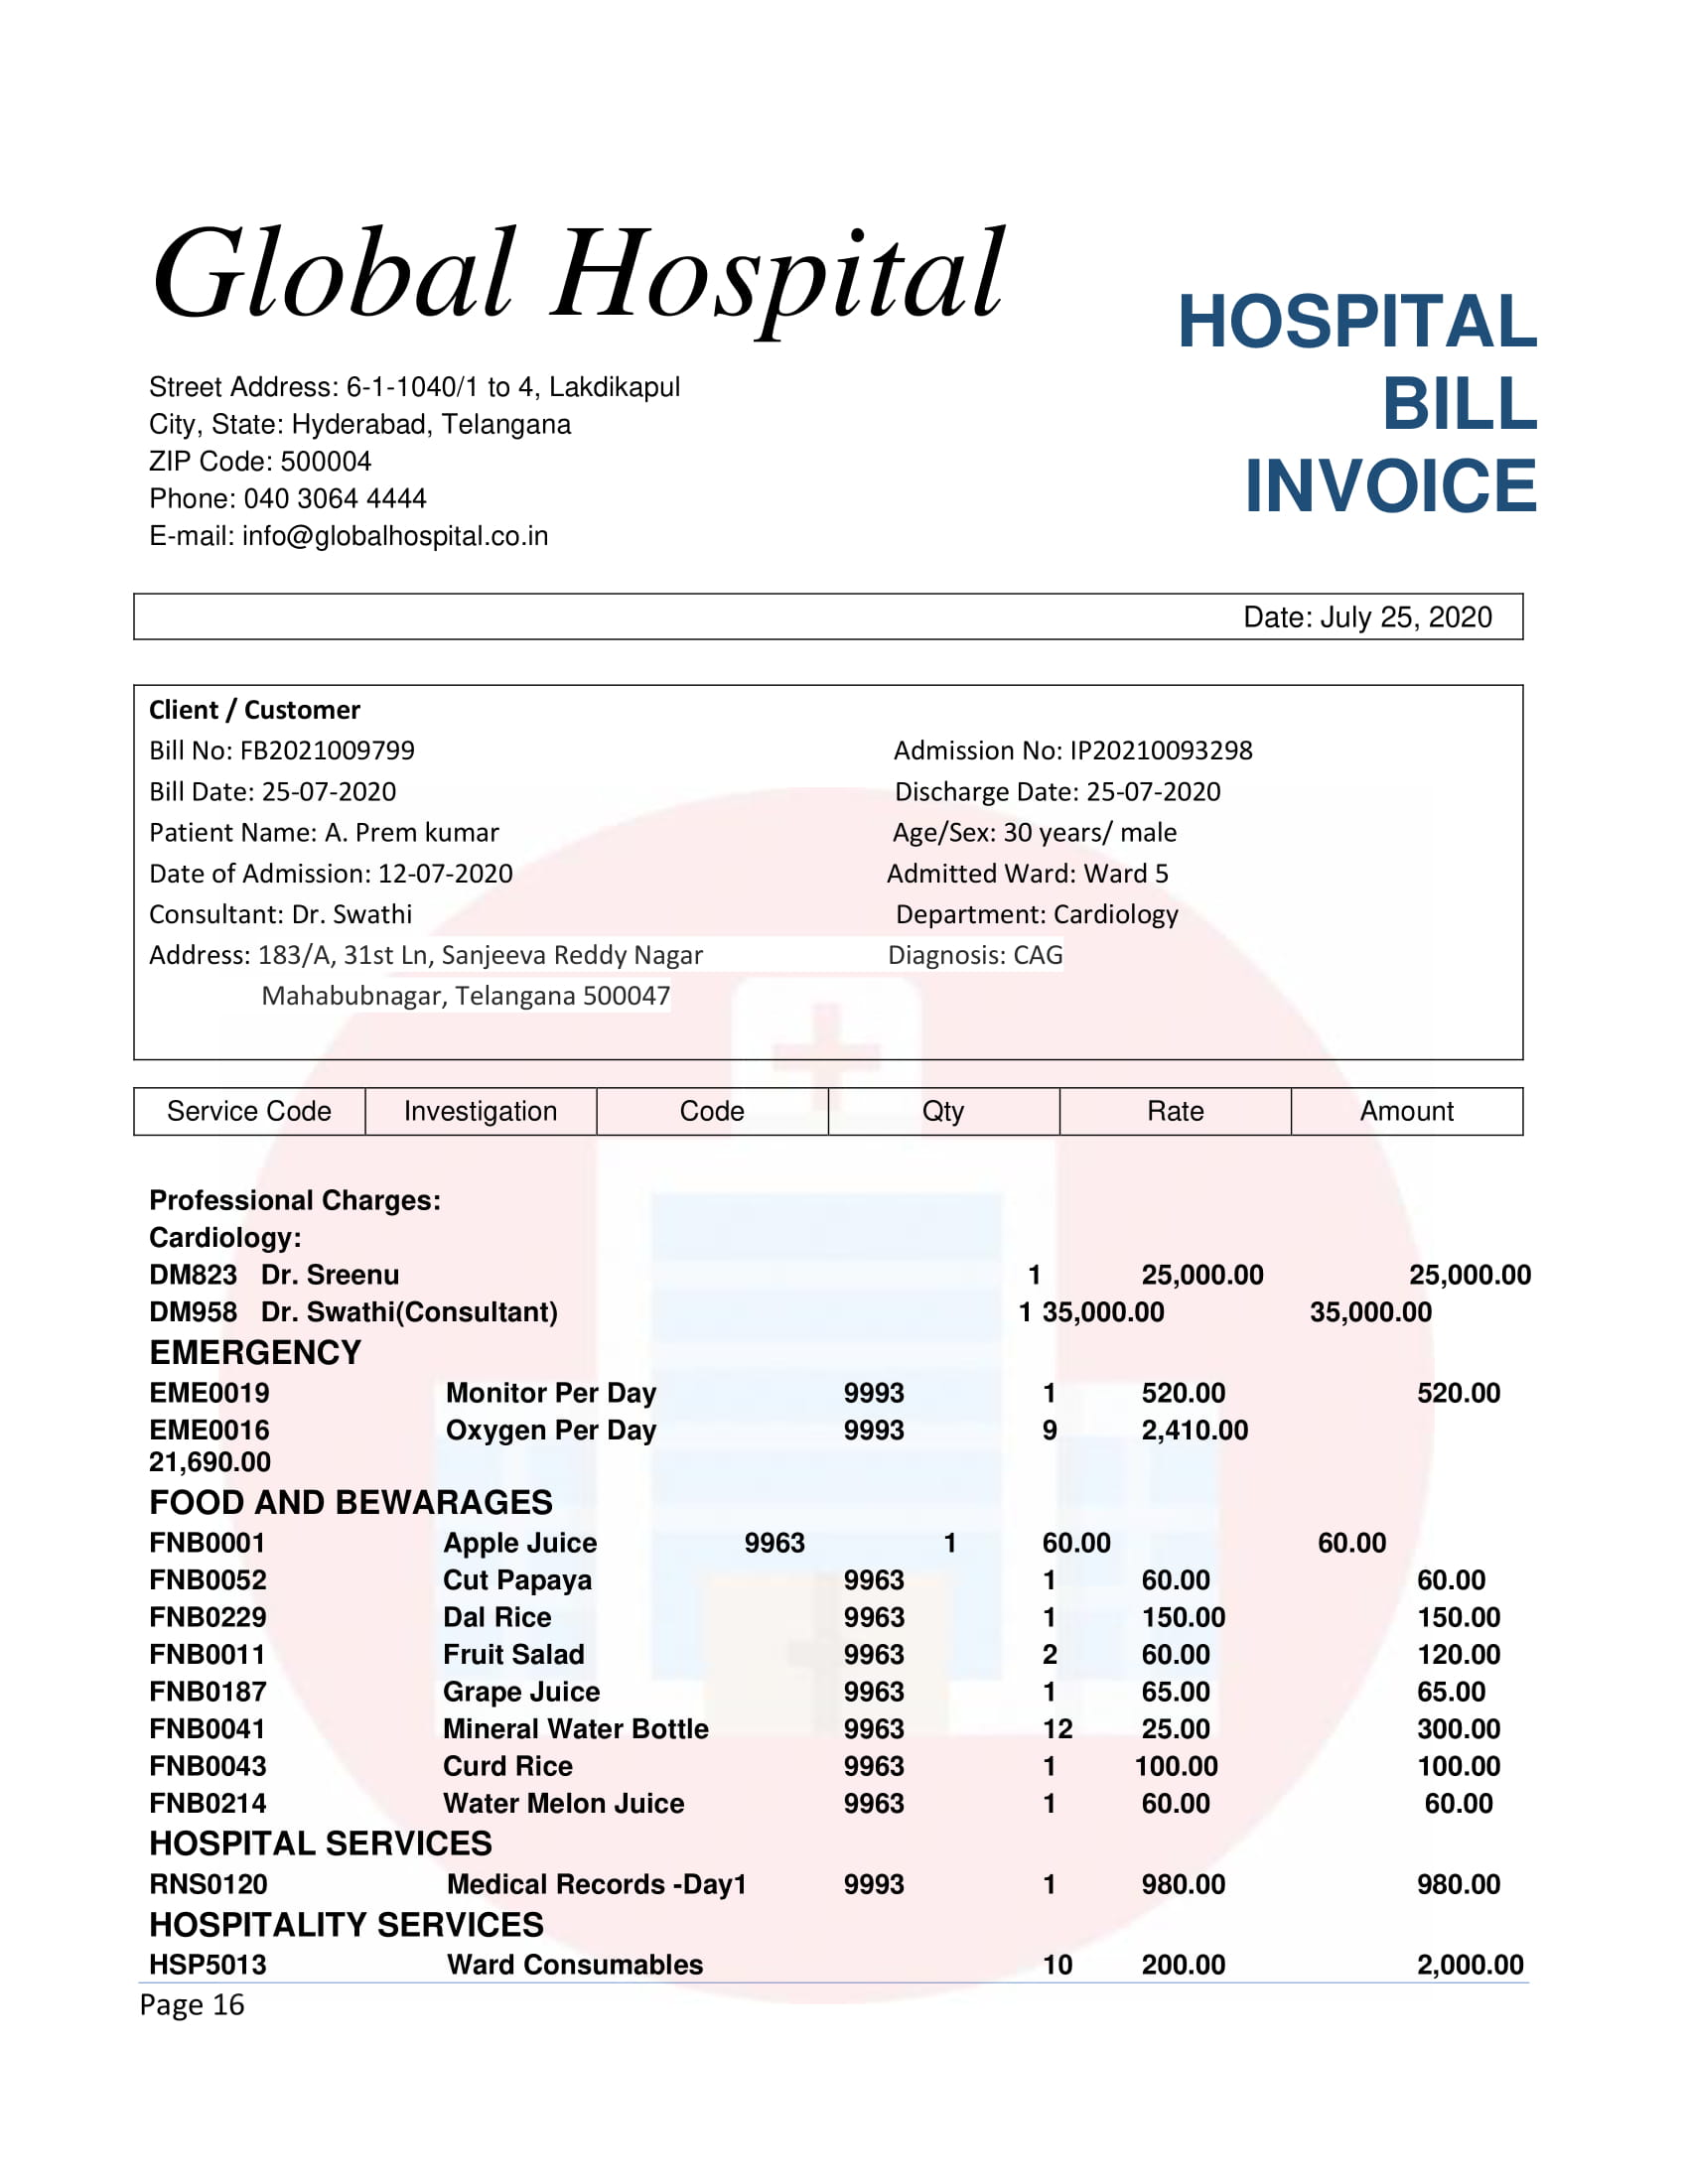 Global Hospital
HOSPITAL
BILL
INVOICE
Street Address: 6-1-1040/1 to 4, Lakdikapul
City, State: Hyderabad, Telangana
ZIP Code: 500004
Phone: 040 3064 4444
E-mail: info@globalhospital.co.in
Date: July 25, 2020
Client / Customer
Bill No: FB2021009799 Admission No: IP20210093298
Bill Date: 25-07-2020 Discharge Date: 25-07-2020
Patient Name: A. Prem kumar Age/Sex: 30 years/ male
Date of Admission: 12-07-2020 Admitted Ward: Ward 5
Consultant: Dr. Swathi Department: Cardiology
Address: 183/A, 31st Ln, Sanjeeva Reddy Nagar Diagnosis: CAG
Mahabubnagar, Telangana 500047
Service Code Investigation Code Qty Rate Amount
Professional Charges:
Cardiology:
DM823 Dr. Sreenu 1 25,000.00 25,000.00
DM958 Dr. Swathi(Consultant) 1 35,000.00 35,000.00
EMERGENCY
EME0019 Monitor Per Day 9993 1 520.00 520.00
EME0016 Oxygen Per Day 9993 9 2,410.00
21,690.00
FOOD AND BEWARAGES
FNB0001 Apple Juice 9963 1 60.00 60.00
FNB0052 Cut Papaya 9963 1 60.00 60.00
FNB0229 Dal Rice 9963 1 150.00 150.00
FNB0011 Fruit Salad 9963 2 60.00 120.00
FNB0187 Grape Juice 9963 1 65.00 65.00
FNB0041 Mineral Water Bottle 9963 12 25.00 300.00
FNB0043 Curd Rice 9963 1 100.00 100.00
FNB0214 Water Melon Juice 9963 1 60.00 60.00
HOSPITAL SERVICES
RNS0120 Medical Records -Day1 9993 1 980.00 980.00
HOSPITALITY SERVICES
HSP5013 Ward Consumables 10 200.00 2,000.00
Page 16